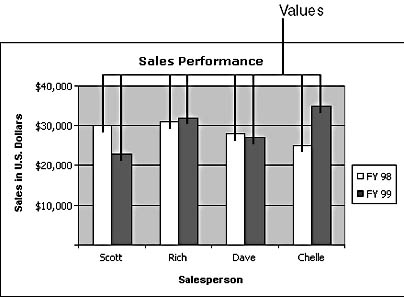 Values
Sales Performance
$40,000
$30,000
$20,000
$10,000
Sales in U.S. Dollars
FY 98
FY 99
Scott
Rich
Dave
Chelle
Salesperson